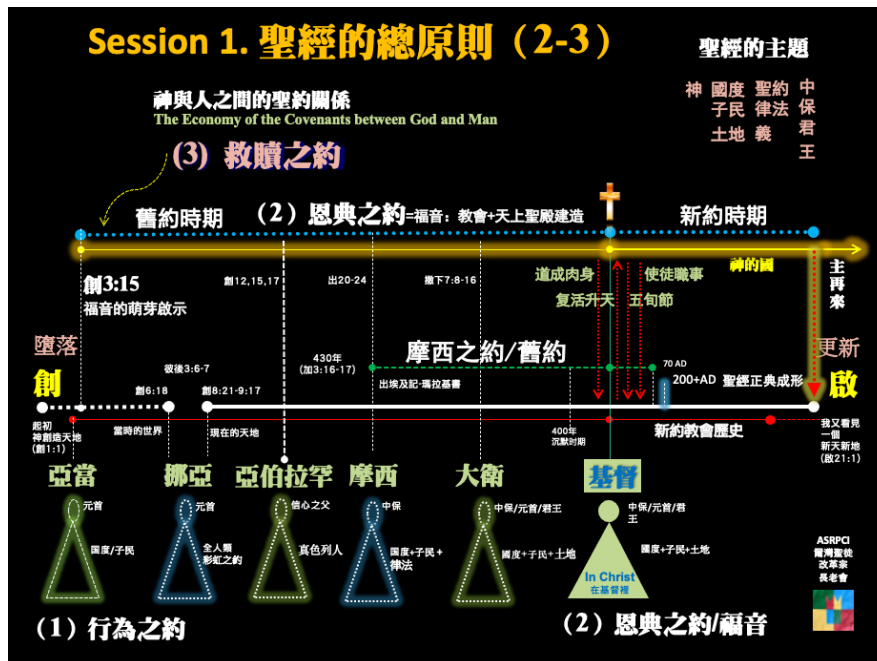 Session 1. 聖經的總原則（2-3）
聖經的主題
神 國度 聖約 中
子民 律法 保
土地 義 君
王
神與人之間的聖約關係
The Economy of the Covenants between God and Man
(3) 救贖之約
舊約時期
（2）恩典之約=福音：教會+天上聖殿建造
新約時期
創3:15
福音的萌芽啟示
創12,15,17
出20-24
撒下7:8-16
道成肉身
使徒職事
复活升天
五旬節
神的國
主再來
墮落
創
彼後3:6-7
創6:18
創8:21-9:17
430年
(加3:16-17)
摩西之約/舊約
出埃及記-瑪拉基書
70 AD
200+AD 聖經正典成形
更新
啟
起初
神創造天地
(創1:1)
當時的世界
現在的天地
400年
沉默时期
新約教會歷史
我又看見
一個
新天新地
(啟21:1)
亞當
挪亞
亞伯拉罕
摩西
大衛
基督
元首
元首
信心之父
中保
中保/元首/君王
中保/元首/君
王
国度/子民
全人類
彩虹之約
真色列人
国度+子民+
律法
國度+子民+土地
國度+子民+土地
In Christ
在基督裡
ASRPCI
爾灣聖徒
改革宗
長老會
(1) 行為之約
(2) 恩典之約/福音